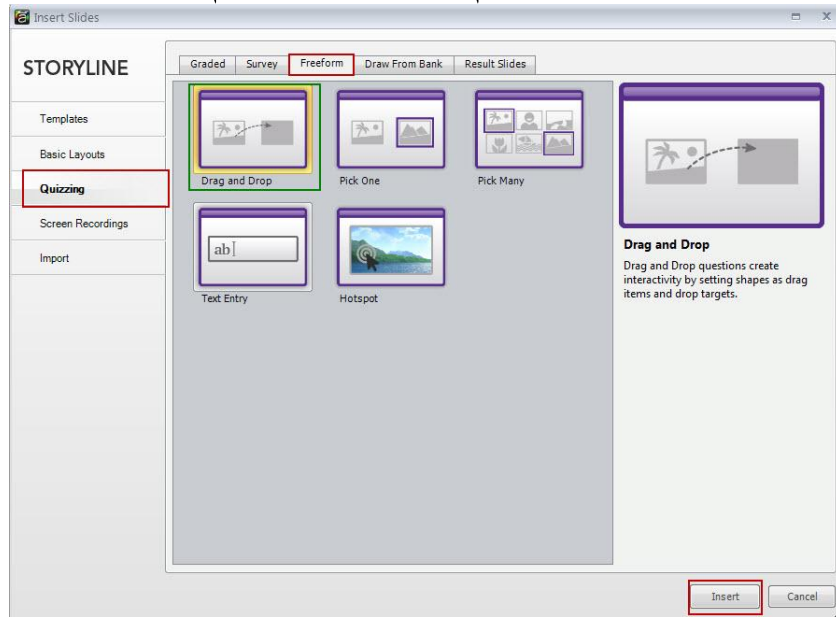 Insert Slides
STORYLINE
Templates
Basic Layouts
Quizzing
Screen Recordings
Import
Graded Survey Freeform Draw From Bank Result Slides
Drag and Drop Pick One Pick Many
ab
Text Entry Hotspot
Drag and Drop
Drag and Drop questions create
interactivity by setting shapes as drag
items and drop targets.
Insert Cancel